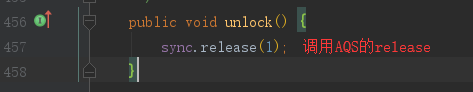 456 public void unlock() {
457 sync.release(1); 调用AQS的release
458 }